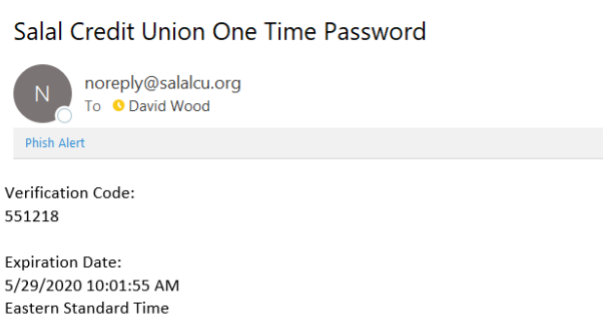 Salal Credit Union One Time Password
N
noreply@salalcu.org
To David Wood
Phish Alert
Verification Code:
551218
Expiration Date:
5/29/2020 10:01:55 AM
Eastern Standard Time